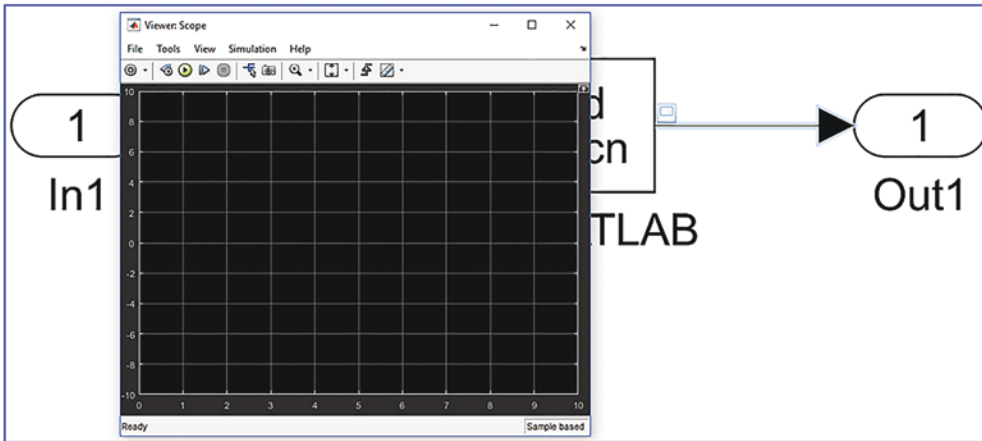 Viewer: Scope
File Tools View Simulation Help
10
8
6
4
2
0
-2
-4
-6
-8
-10
0 1 2 3 4 5 6 7 8 9 10
Ready Sample based
1
In1
d
cn
TLAB
1
Out1